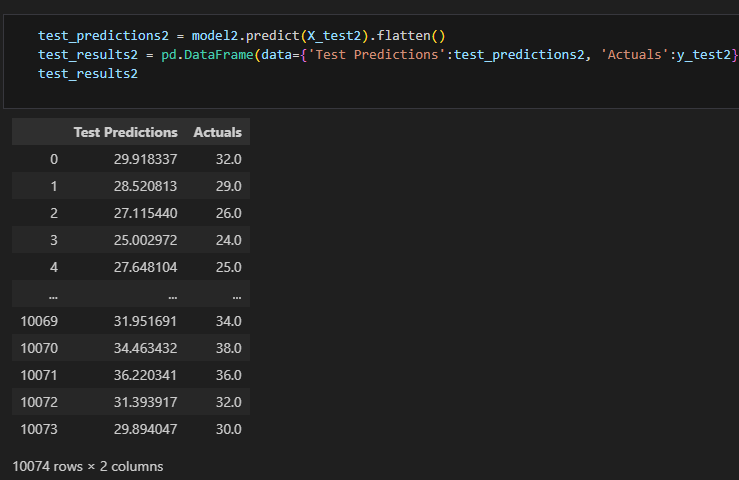 test_predictions2 = model2.predict(X_test2).flatten()
test_results2 = pd.DataFrame(data={'Test Predictions':test_predictions2, 'Actuals':y_test2}
test_results2
Test Predictions Actuals
0 29.918337 32.0
1 28.520813 29.0
2 27.115440 26.0
3 25.002972 24.0
4 27.648104 25.0
... ... ...
10069 31.951691 34.0
10070 34.463432 38.0
10071 36.220341 36.0
10072 31.393917 32.0
10073 29.894047 30.0
10074 rows × 2 columns